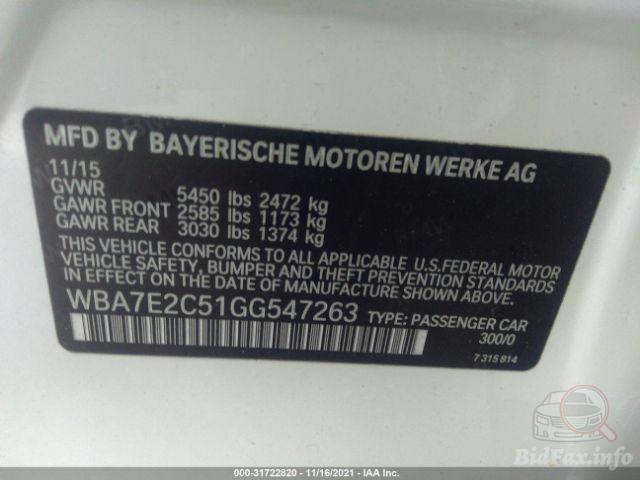 MFD BY BAYERISCHE MOTOREN WERKE AG
11/15
GVWR 5450 lbs 2472 kg
GAWR FRONT 2585 lbs 1173 kg
GAWR REAR 3030 lbs 1374 kg
THIS VEHICLE CONFORMS TO ALL APPLICABLE U.S.FEDERAL MOTOR
VEHICLE SAFETY, BUMPER AND THEFT PREVENTION STANDARDS
IN EFFECT ON THE DATE OF MANUFACTURE SHOWN ABOVE.
WBA7E2C51GG547263 TYPE: PASSENGER CAR
300/0
7 315 814
BidFax.info
000-31722820 - 11/16/2021 - IAA Inc.